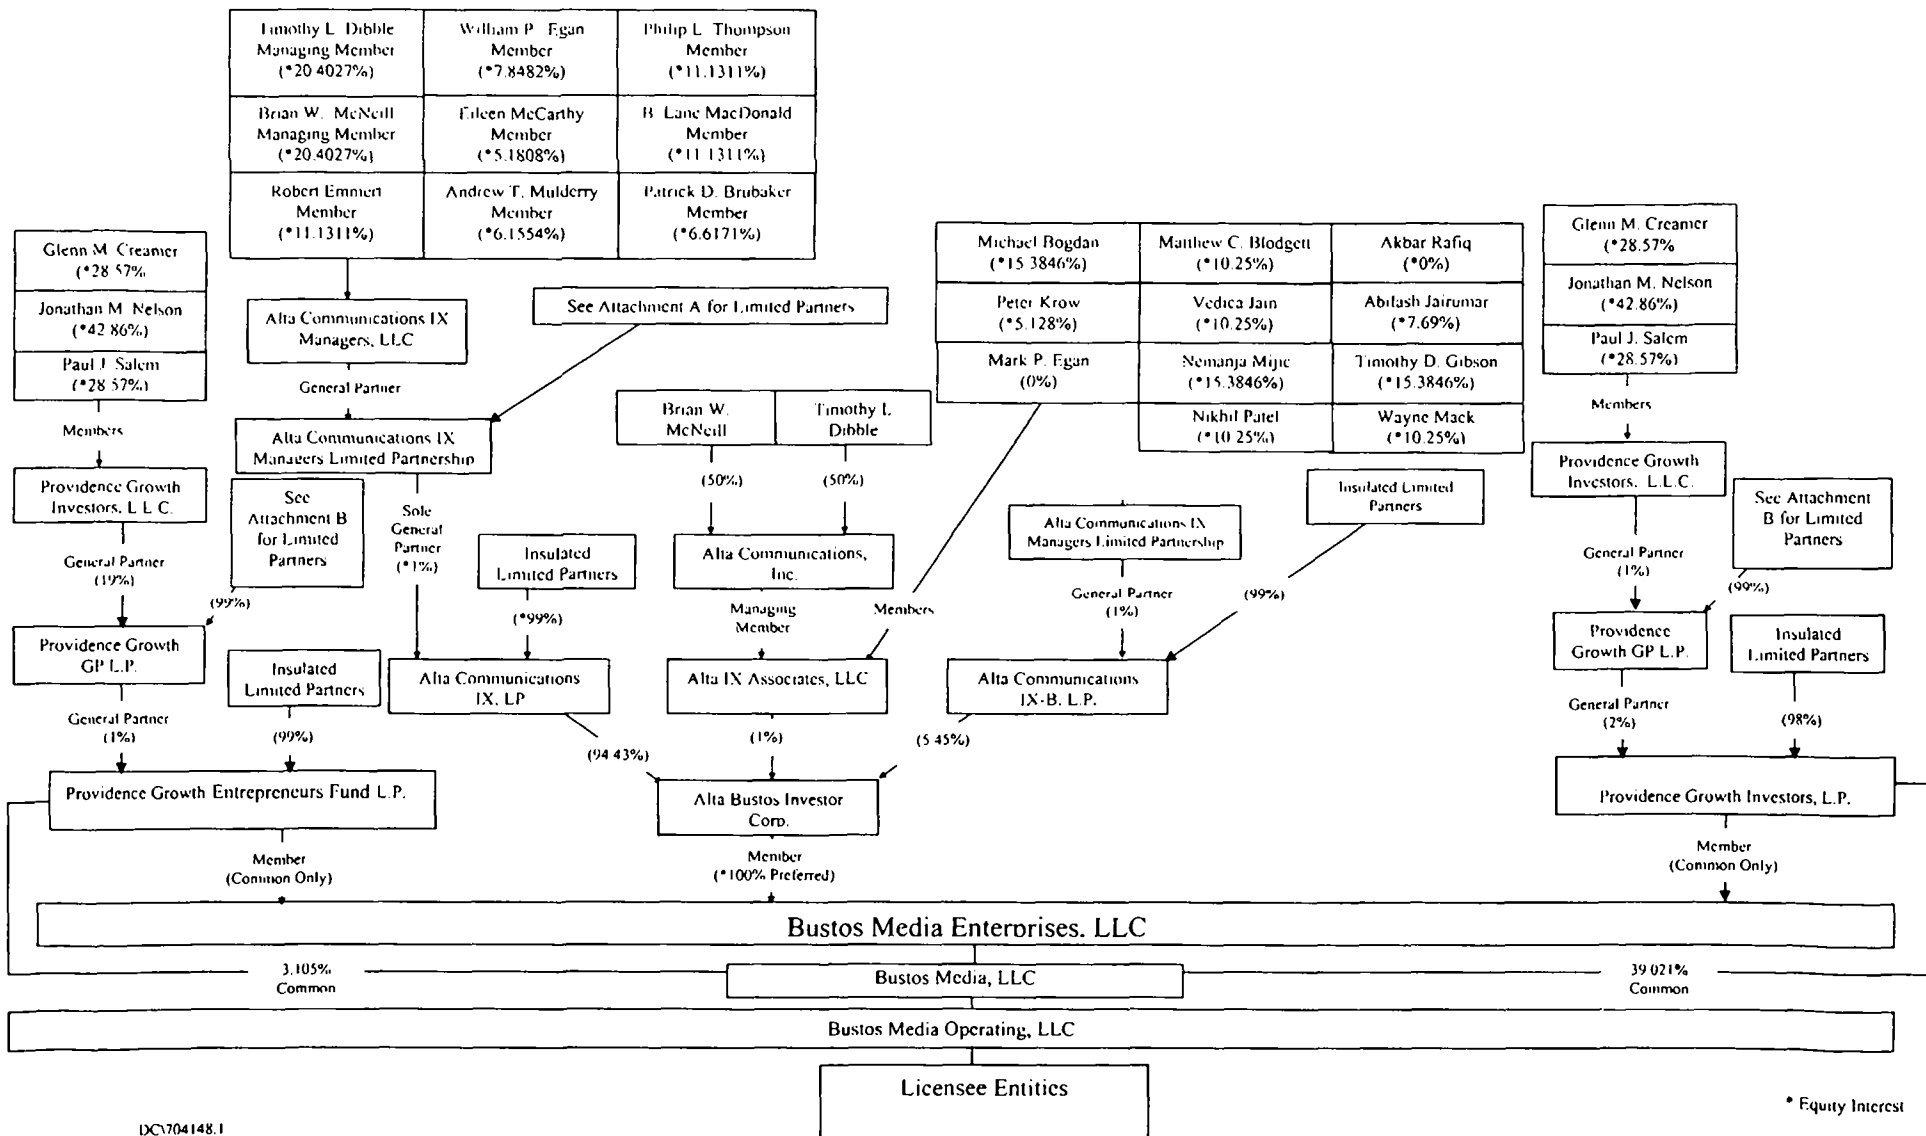 Timothy L. Dibble
Managing Member
(*20.4027%)
William P. Egan
Member
(*7.8482%)
Philip L. Thompson
Member
(*11.1311%)
Brian W. McNeill
Managing Member
(*20.4027%)
Eileen McCarthy
Member
(*5.1808%)
B. Lane MacDonald
Member
(*11.1311%)
Robert Emmert
Member
(*11.1311%)
Andrew T. Mulderry
Member
(*6.1554%)
Patrick D. Brubaker
Member
(*6.6171%)
Glenn M. Creamer
(*28.57%
Jonathan M. Nelson
(*42.86%)
Paul J. Salem
(*28.57%)
Members
Providence Growth
Investors, L.L.C.
General Partner
(19%)
See
Attachment B
for Limited
Partners
(99%)
Providence Growth
GP L.P.
General Partner
(1%)
Insulated
Limited Partners
(99%)
Providence Growth Entrepreneurs Fund L.P.
Member
(Common Only)
Alta Communications IX
Managers, LLC
General Partner
See Attachment A for Limited Partners
Alta Communications IX
Managers Limited Partnership
Sole
General
Partner
(*1%)
Insulated
Limited Partners
(*99%)
Alta Communications
IX, LP
(94.43%)
Brian W.
McNeill
Timothy L
Dibble
(50%)
(50%)
Alta Communications,
Inc.
Managing
Member
Members
Alta IX Associates, LLC
(1%)
Michael Bogdan
(*15.3846%)
Matthew C. Blodgett
(*10.25%)
Akbar Rafiq
(*0%)
Peter Krow
(*5.128%)
Vedica Jain
(*10.25%)
Abilash Jairumar
(*7.69%)
Mark P. Egan
(0%)
Nemanja Mijic
(*15.3846%)
Timothy D. Gibson
(*15.3846%)
Nikhil Patel
(*10.25%)
Wayne Mack
(*10.25%)
Alta Communications IX
Managers Limited Partnership
General Partner
(1%)
Insulated Limited
Partners
(99%)
Alta Communications
IX-B, L.P.
(5.45%)
Alta Bustos Investor
Corp.
Member
(*100% Preferred)
Glenn M. Creamer
(*28.57%
Jonathan M. Nelson
(*42.86%)
Paul J. Salem
(*28.57%)
Members
Providence Growth
Investors, L.L.C.
General Partner
(1%)
See Attachment
B for Limited
Partners
(99%)
Providence
Growth GP L.P.
General Partner
(2%)
Insulated
Limited Partners
(98%)
Providence Growth Investors, L.P.
Member
(Common Only)
Bustos Media Enterprises, LLC
3.105%
Common
Bustos Media, LLC
39.021%
Common
Bustos Media Operating, LLC
Licensee Entities
* Equity Interest
DC\704148.1